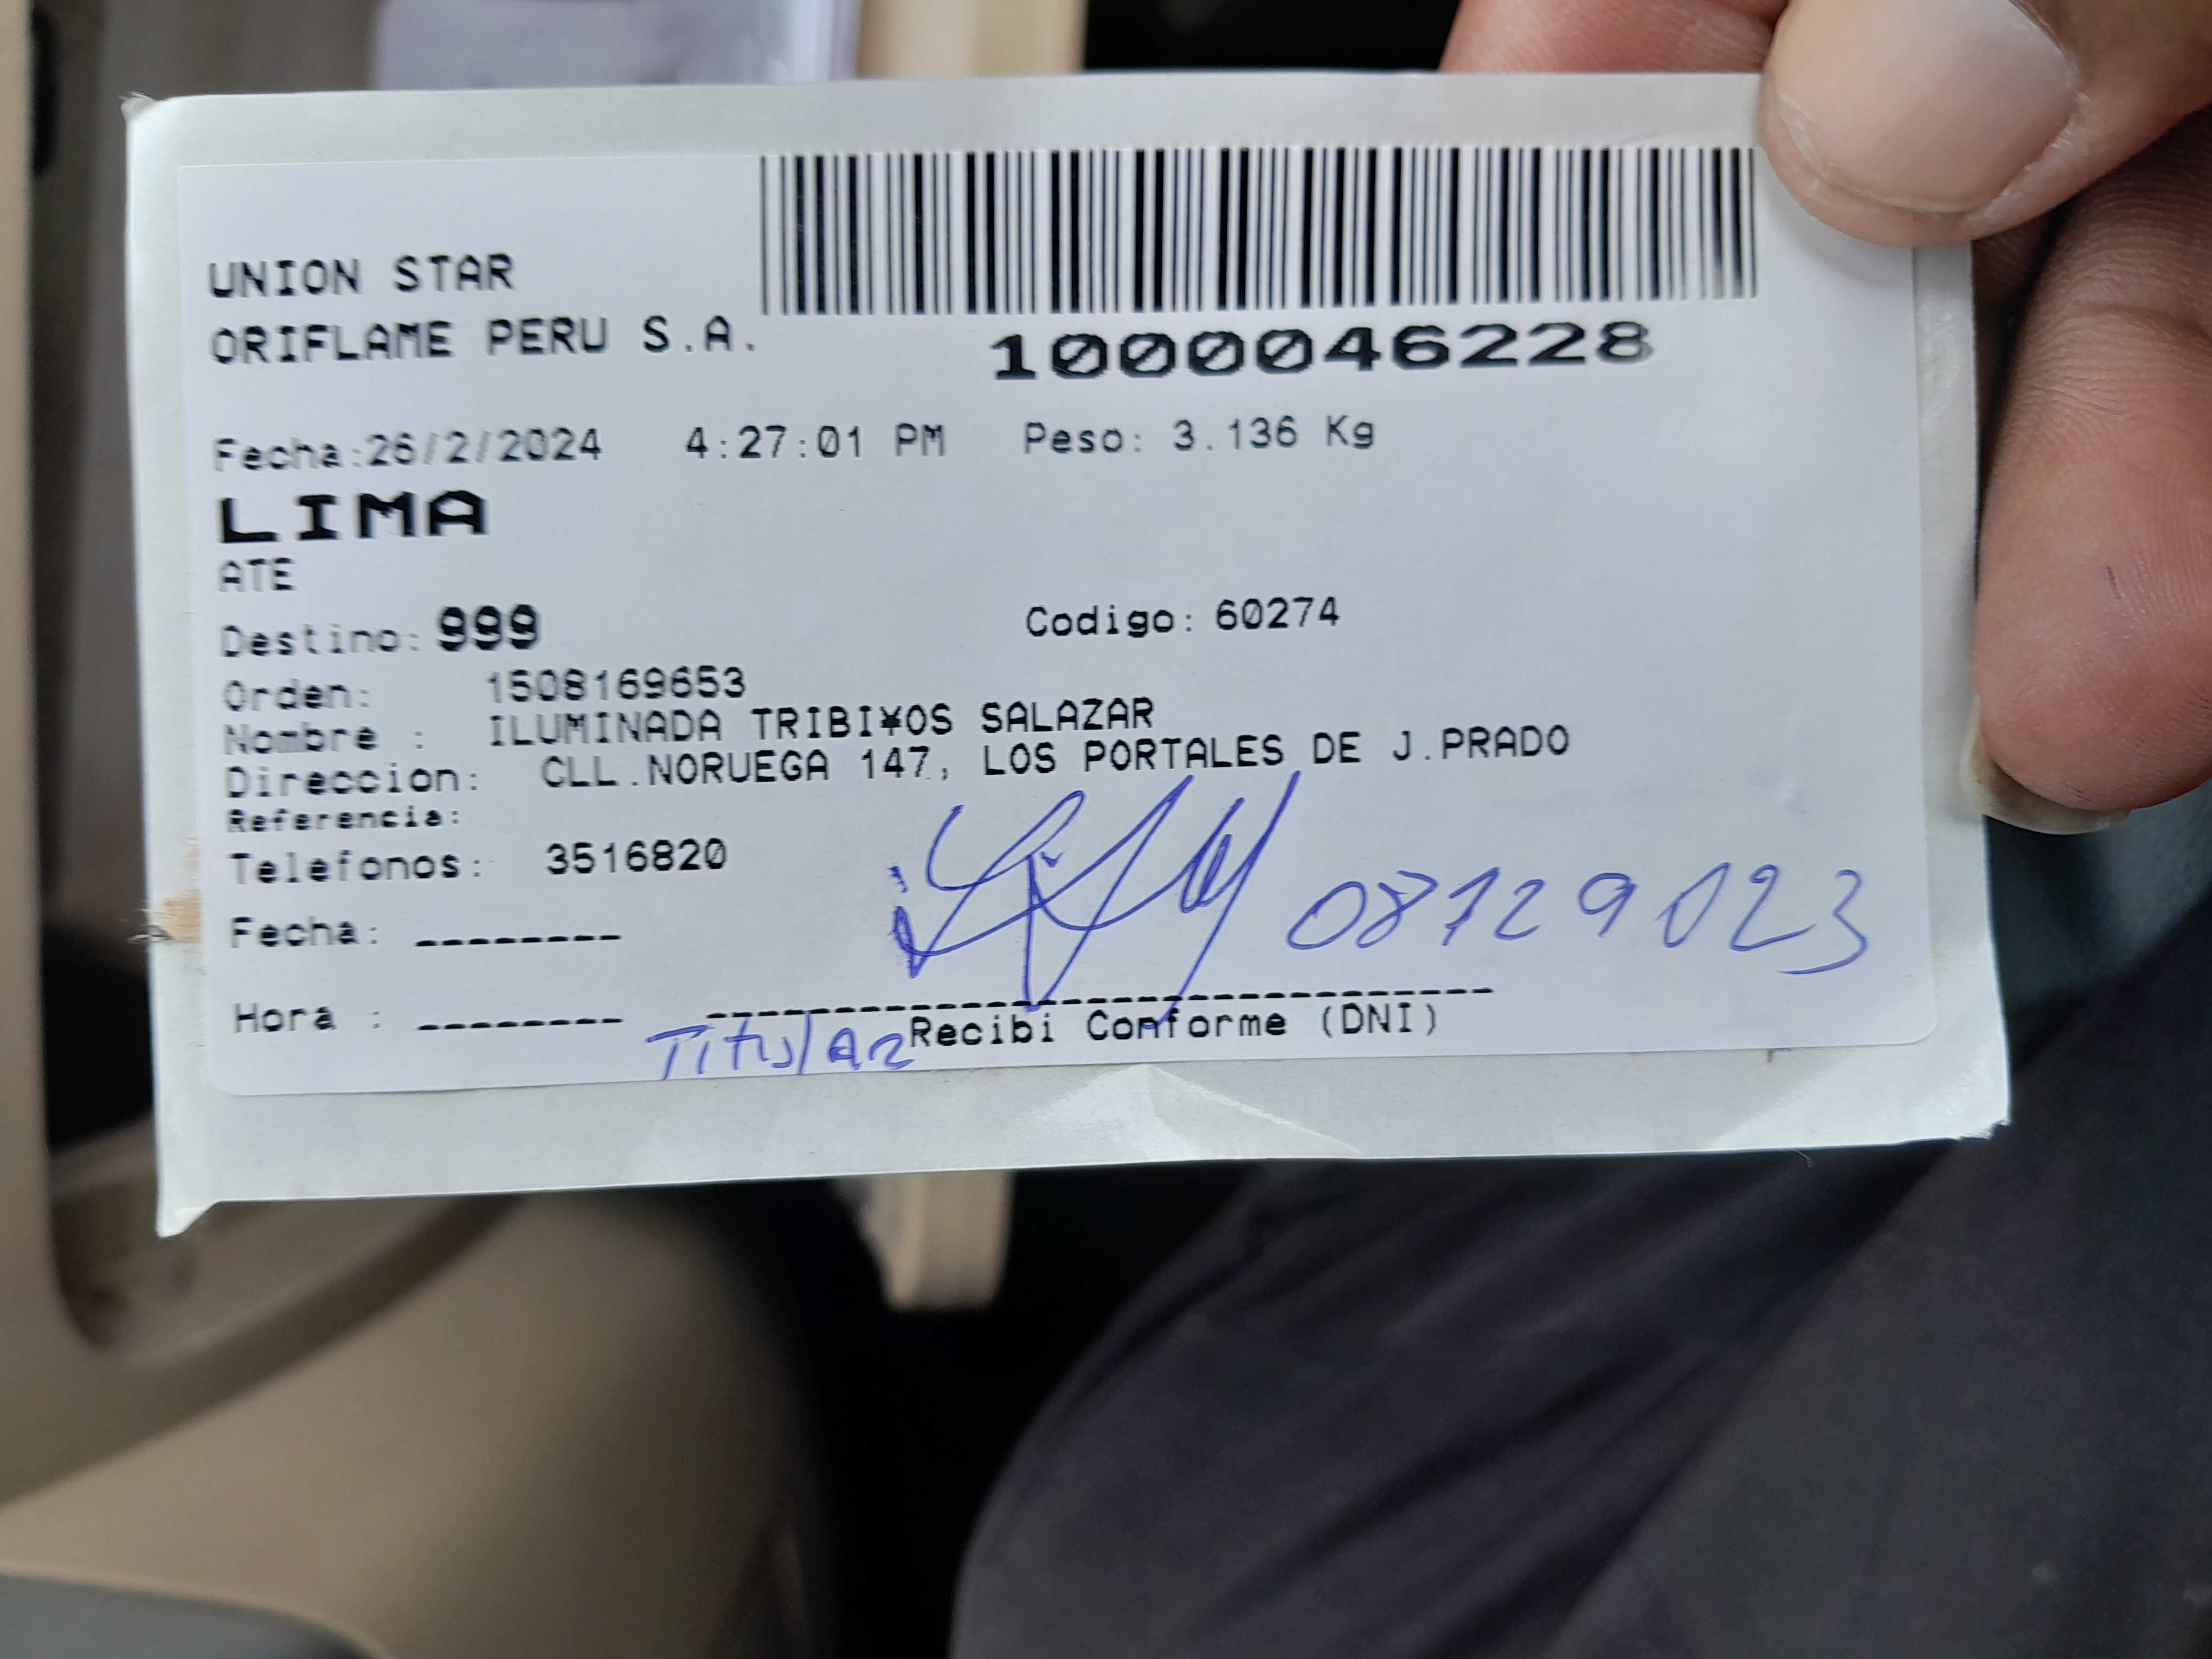 UNION STAR
ORIFLAME PERU S.A.
1000046228
Fecha:26/2/2024 4:27:01 PM Peso: 3.136 Kg
LIMA
ATE
Destino: 999 Codigo: 60274
Orden: 1508169653
Nombre : ILUMINADA TRIBI¥OS SALAZAR
Direccion: CLL.NORUEGA 147, LOS PORTALES DE J.PRADO
Referencia:
Telefonos: 3516820
08729023
Fecha: --------
Hora : --------
Titular Recibi Conforme (DNI)